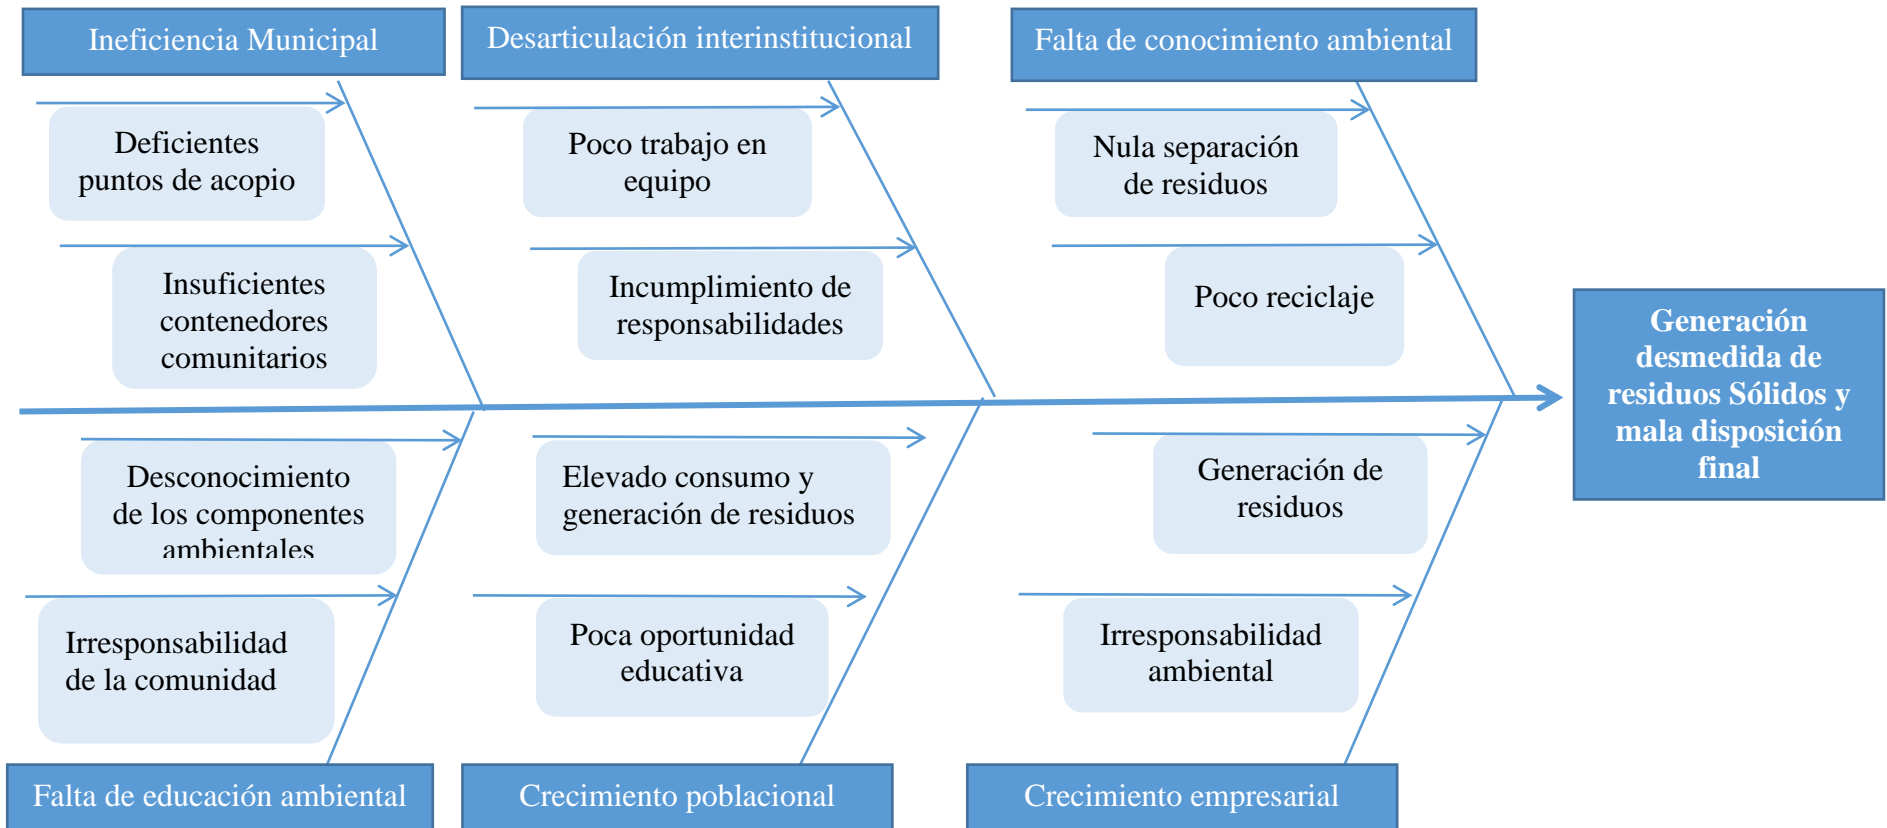 Ineficiencia Municipal
Desarticulación interinstitucional
Falta de conocimiento ambiental
Deficientes
puntos de acopio
Poco trabajo en
equipo
Nula separación
de residuos
Insuficientes
contenedores
comunitarios
Incumplimiento de
responsabilidades
Poco reciclaje
Generación
desmedida de
residuos Sólidos y
mala disposición
final
Desconocimiento
de los componentes
ambientales
Elevado consumo y
generación de residuos
Generación de
residuos
Irresponsabilidad
de la comunidad
Poca oportunidad
educativa
Irresponsabilidad
ambiental
Falta de educación ambiental
Crecimiento poblacional
Crecimiento empresarial